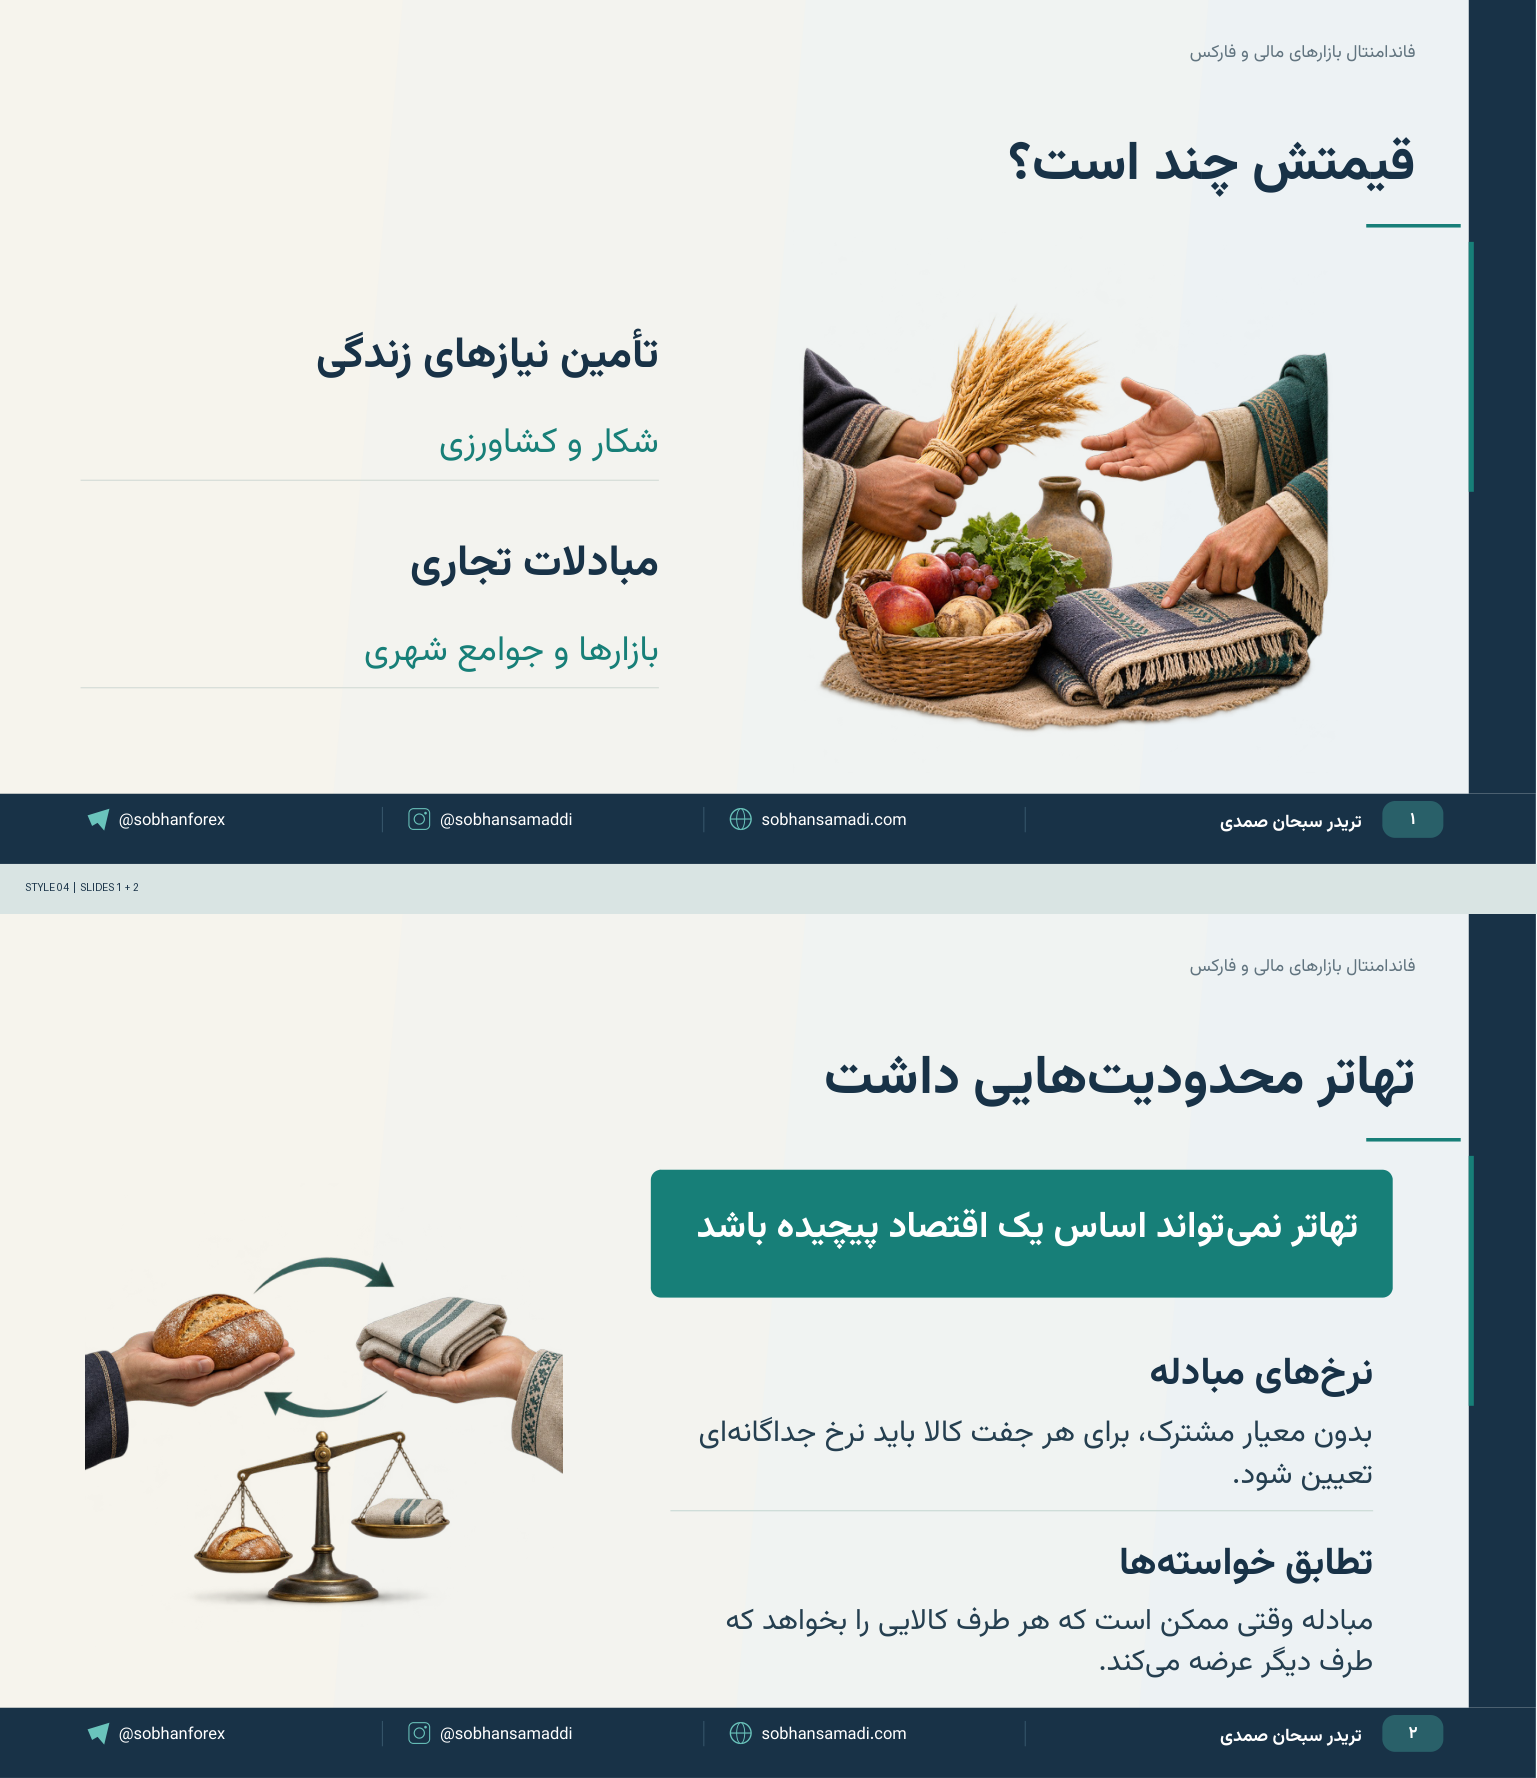 فاندامنتال بازارهای مالی و فارکس
قیمتش چند است؟
تأمین نیازهای زندگی
شکار و کشاورزی
مبادلات تجاری
بازارها و جوامع شهری
۱
تریدر سبحان صمدی
sobhansamadi.com
@sobhansamaddi
@sobhanforex
STYLE 04 | SLIDES 1 + 2
فاندامنتال بازارهای مالی و فارکس
تهاتر محدودیت‌هایی داشت
تهاتر نمی‌تواند اساس یک اقتصاد پیچیده باشد
نرخ‌های مبادله
بدون معیار مشترک، برای هر جفت کالا باید نرخ جداگانه‌ای
تعیین شود.
تطابق خواسته‌ها
مبادله وقتی ممکن است که هر طرف کالایی را بخواهد که
طرف دیگر عرضه می‌کند.
۲
تریدر سبحان صمدی
sobhansamadi.com
@sobhansamaddi
@sobhanforex